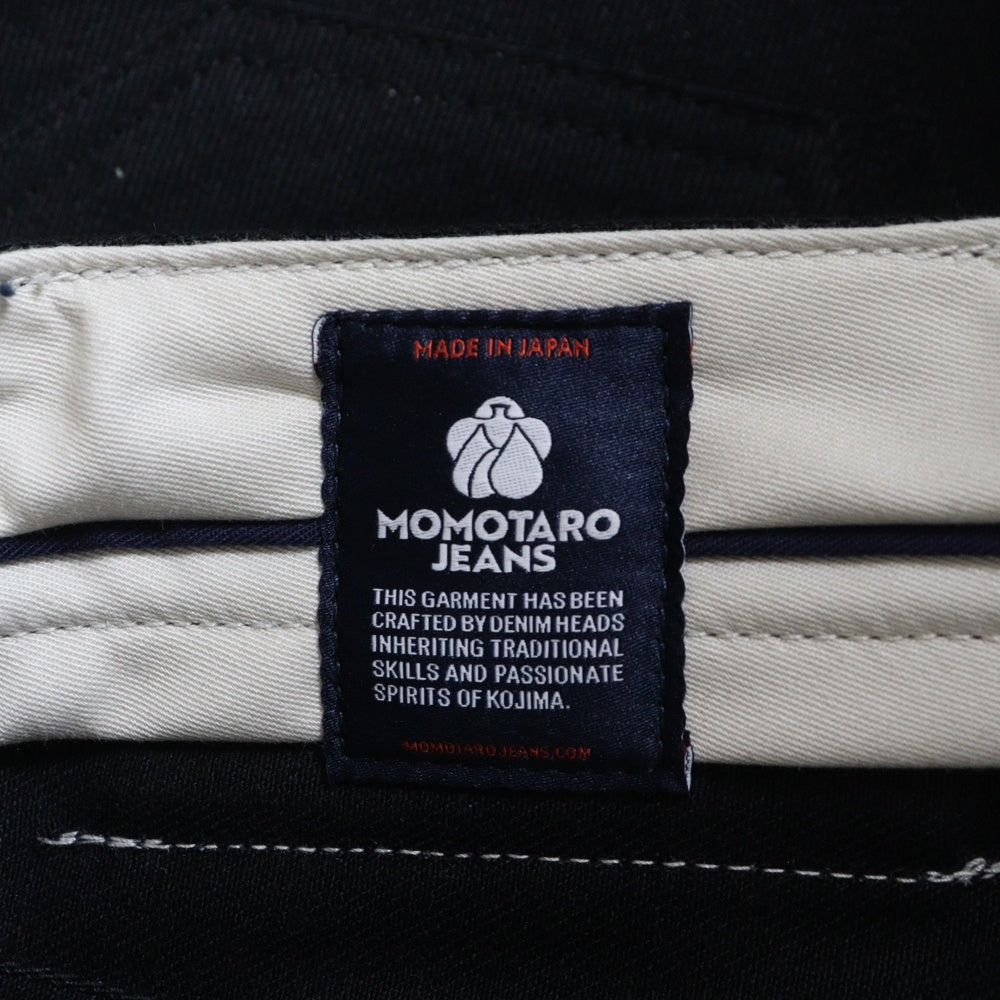 MADE IN JAPAN
MOMOTARO
JEANS
THIS GARMENT HAS BEEN
CRAFTED BY DENIM HEADS
INHERITING TRADITIONAL
SKILLS AND PASSIONATE
SPIRITS OF KOJIMA.
MOMOTAROJEANS.COM